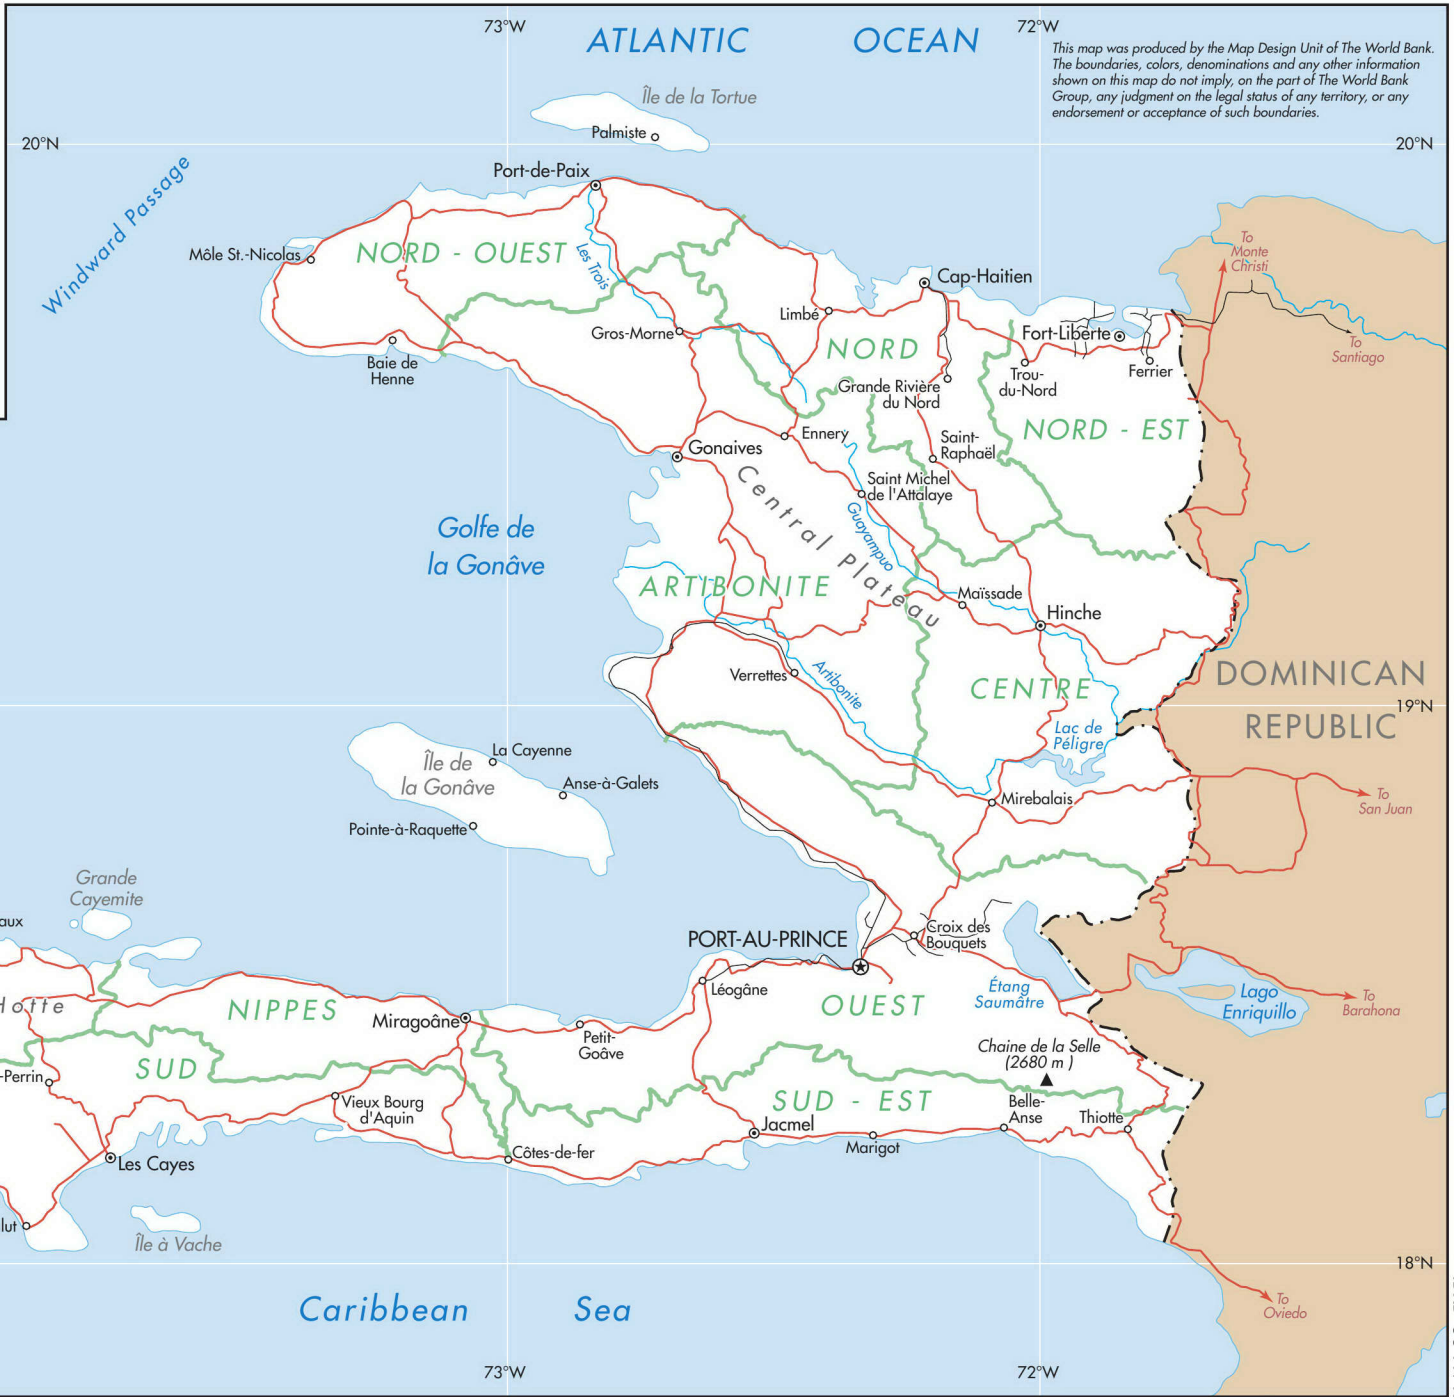 73°W
72°W
ATLANTIC OCEAN
This map was produced by the Map Design Unit of The World Bank.
The boundaries, colors, denominations and any other information
shown on this map do not imply, on the part of The World Bank
Group, any judgment on the legal status of any territory, or any
endorsement or acceptance of such boundaries.
Île de la Tortue
Palmiste
20°N
20°N
Windward Passage
Port-de-Paix
Môle St.-Nicolas
NORD - OUEST
Les Trois
To
Monte
Christi
Cap-Haitien
Limbé
Gros-Morne
Fort-Liberte
NORD
To
Santiago
Baie de
Henne
Ferrier
Trou-
du-Nord
Grande Rivière
du Nord
NORD - EST
Ennery
Saint-
Raphaël
Gonaives
Central Plateau
Saint Michel
de l'Attalaye
Guayampuo
Golfe de
la Gonâve
ARTIBONITE
Maïssade
Hinche
Verrettes
Artibonite
CENTRE
DOMINICAN
REPUBLIC
19°N
Lac de
Péligre
La Cayenne
Île de
la Gonâve
Anse-à-Galets
Mirebalais
To
San Juan
Pointe-à-Raquette
Grande
Cayemite
aux
Croix des
Bouquets
PORT-AU-PRINCE
Léogâne
Étang
Saumâtre
Lago
Enriquillo
To
Barahona
Hotte
NIPPES
OUEST
Miragoâne
Petit-
Goâve
Chaine de la Selle
(2680 m )
SUD
-Perrin
Vieux Bourg
d'Aquin
SUD - EST
Belle-
Anse
Thiotte
Jacmel
Marigot
Côtes-de-fer
Les Cayes
lut
Île à Vache
18°N
Caribbean Sea
To
Oviedo
73°W
72°W